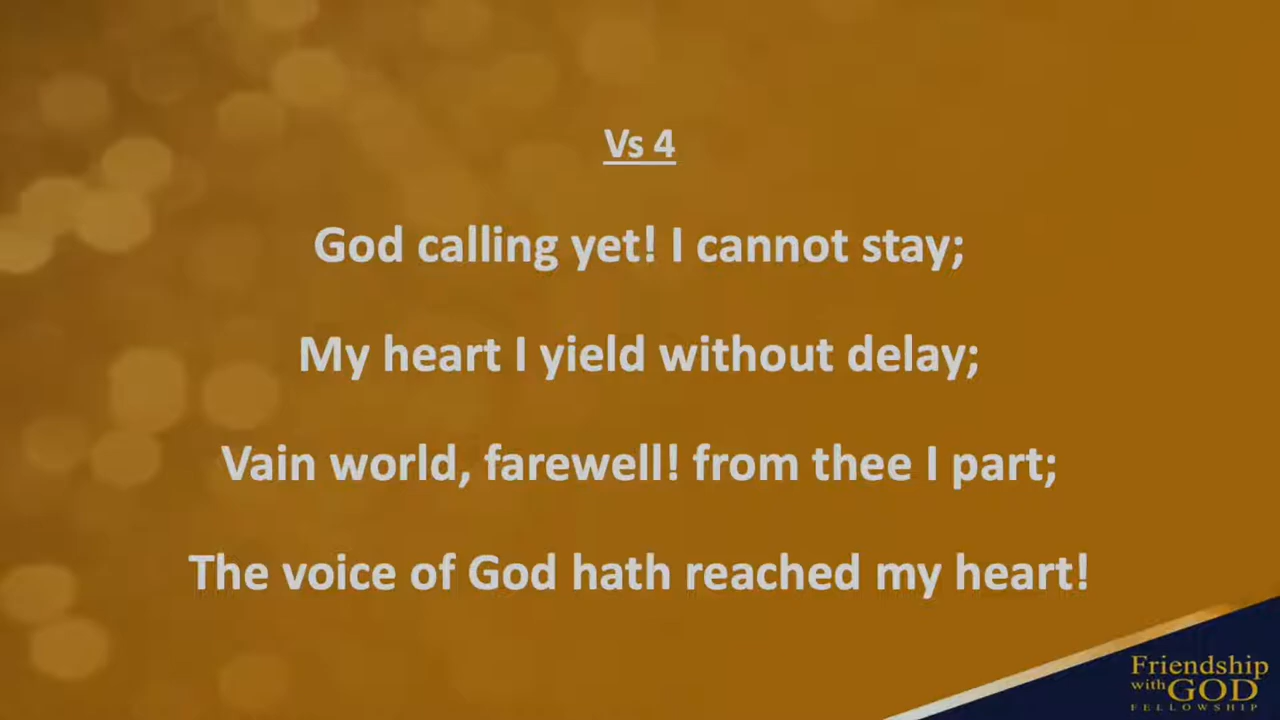 Vs 4
God calling yet! I cannot stay;
My heart I yield without delay;
Vain world, farewell! from thee I part;
The voice of God hath reached my heart!
Friendship
with GOD
FELLOWSHIP